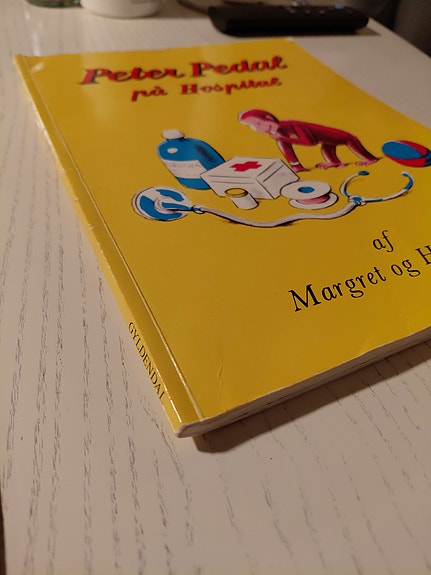 Peter Pedal
på Hospital
af
Margret og H
GYLDENDAL